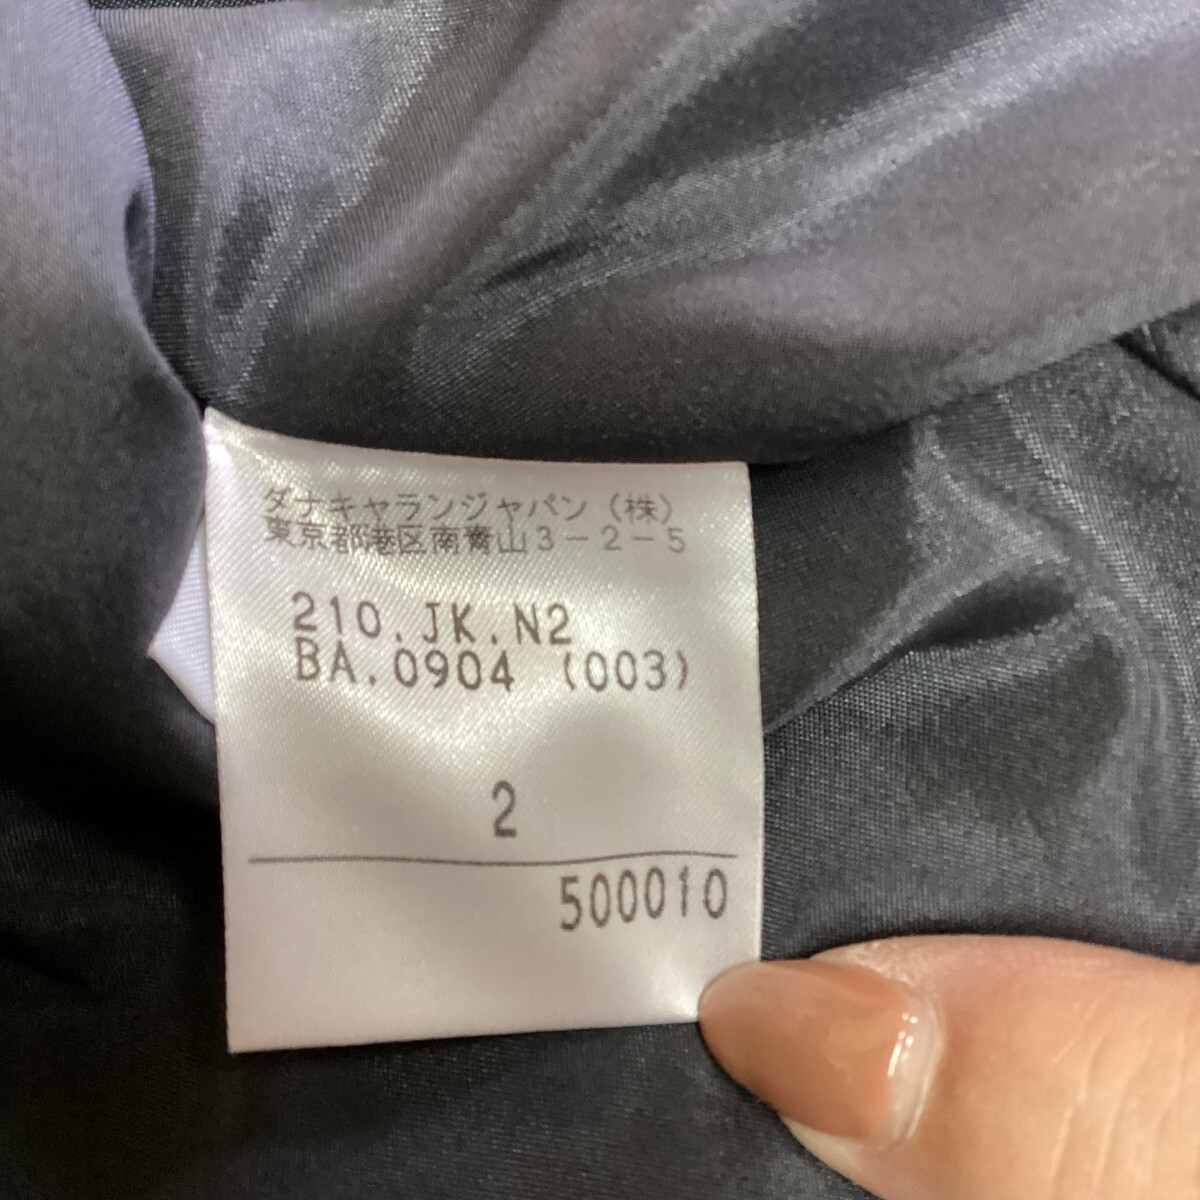 ダナキャランジャパン（株）
東京都港区南青山3－2－5
210.JK.N2
BA.0904 (003)
2
500010